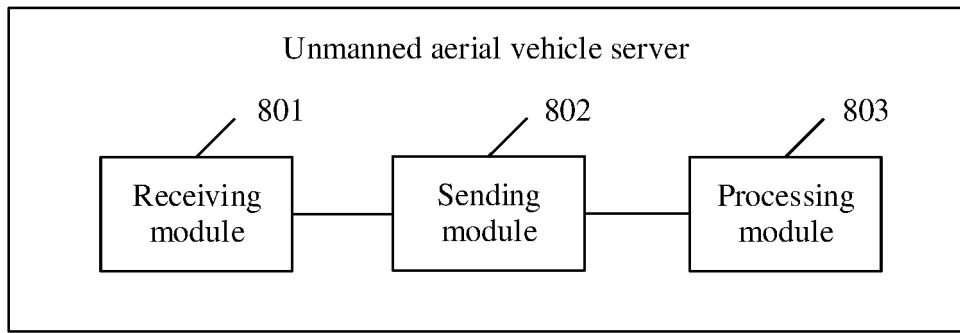 Unmanned aerial vehicle server
801
802
803
Receiving
module
Sending
module
Processing
module